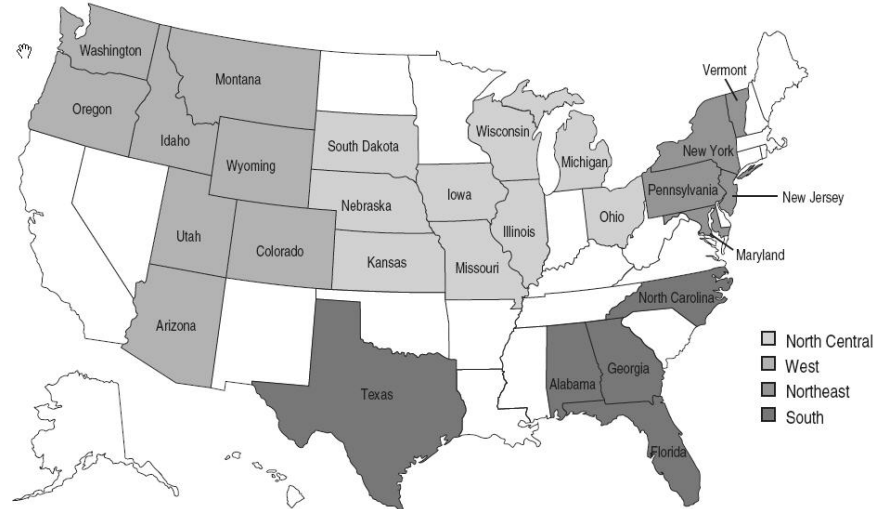 Washington
Vermont
Montana
Oregon
Wisconsin
Idaho
South Dakota
New York
Michigan
Wyoming
Pennsylvania
Iowa
New Jersey
Nebraska
Ohio
Illinois
Utah
Colorado
Maryland
Kansas
Missouri
North Carolina
Arizona
North Central
West
Georgia
Alabama
Texas
Northeast
South
Florida